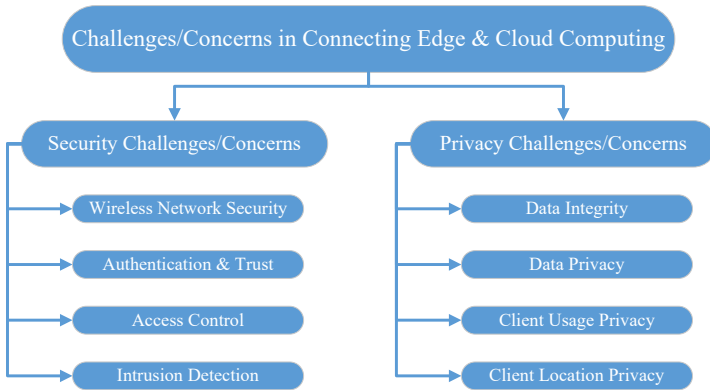 Challenges/Concerns in Connecting Edge & Cloud Computing
Security Challenges/Concerns
Wireless Network Security
Authentication & Trust
Access Control
Intrusion Detection
Privacy Challenges/Concerns
Data Integrity
Data Privacy
Client Usage Privacy
Client Location Privacy